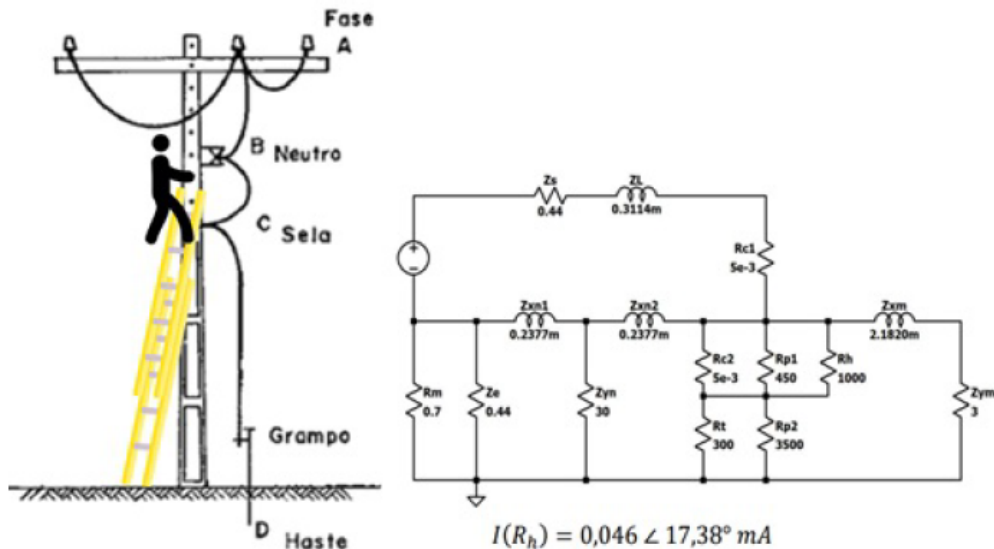 Fase
A
B Neutro
C Sela
Grampo
D
Haste
Zs
0.44
ZL
0.3114m
+
−
Rc1
5e-3
Zxn1
0.2377m
Zxn2
0.2377m
Zxm
2.1820m
Rm
0.7
Ze
0.44
Zyn
30
Rc2
5e-3
Rp1
450
Rh
1000
Rt
300
Rp2
3500
Zym
3
I(R_h) = 0,046 ∠ 17,38° mA